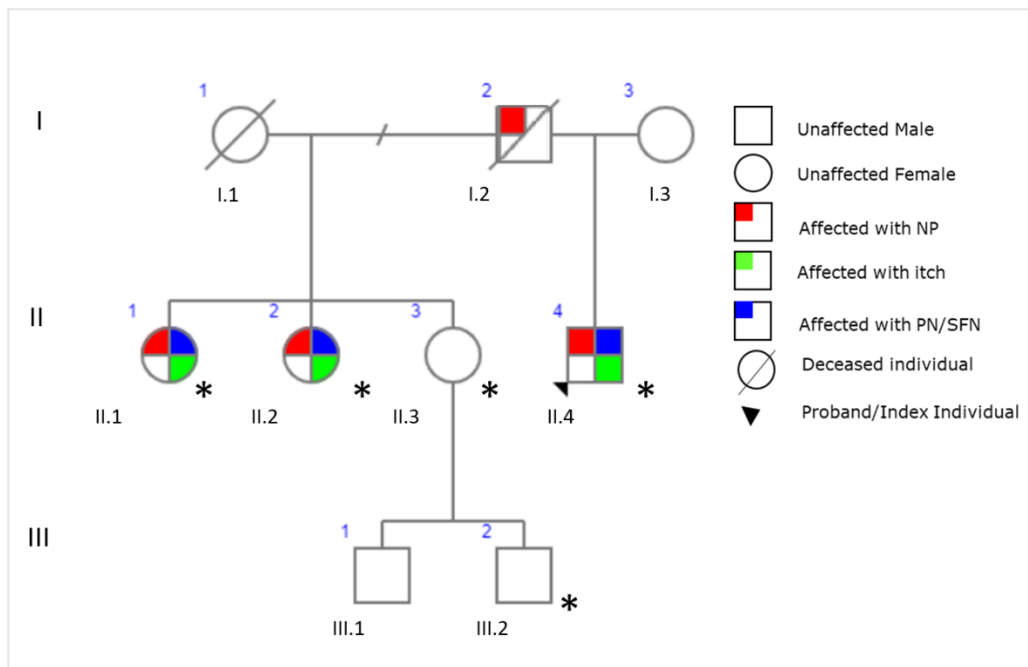 I
1
2
3
I.1
I.2
I.3
II
1
2
3
4
*
*
*
*
II.1
II.2
II.3
II.4
III
1
2
*
III.1
III.2
Unaffected Male
Unaffected Female
Affected with NP
Affected with itch
Affected with PN/SFN
Deceased individual
Proband/Index Individual